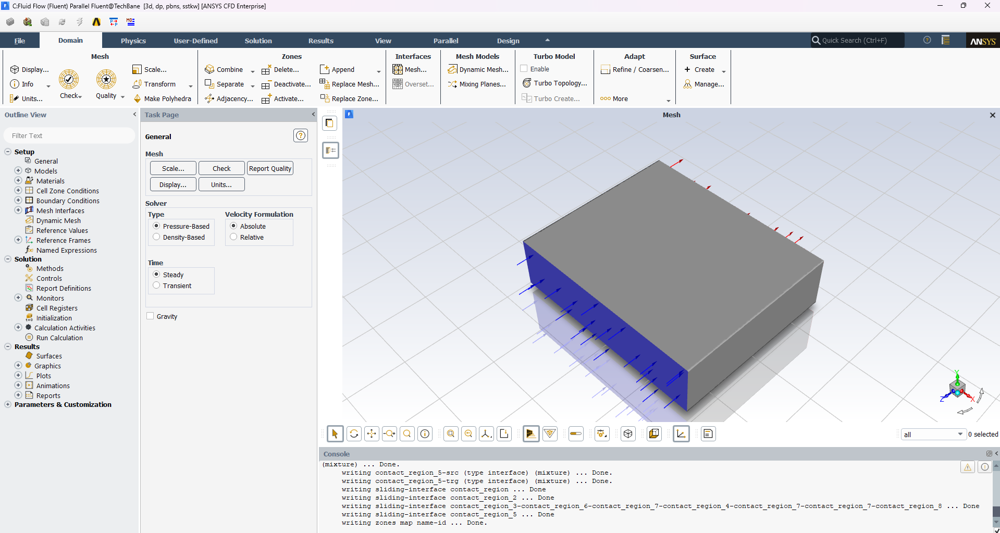 C:Fluid Flow (Fluent) Parallel Fluent@TechBane [3d, dp, pbns, sstkw] [ANSYS CFD Enterprise]
File Domain Physics User-Defined Solution Results View Parallel Design Quick Search (Ctrl+F) ANSYS
Mesh
Display...
Info
Units...
Check
Quality
Scale...
Transform
Make Polyhedra
Zones
Combine
Separate
Adjacency...
Delete...
Deactivate...
Activate...
Append
Replace Mesh...
Replace Zone...
Interfaces
Mesh...
Overset...
Mesh Models
Dynamic Mesh...
Mixing Planes...
Turbo Model
Enable
Turbo Topology...
Turbo Create...
Adapt
Refine / Coarsen...
More
Surface
Create
Manage...
Outline View
Filter Text
Setup
General
Models
Materials
Cell Zone Conditions
Boundary Conditions
Mesh Interfaces
Dynamic Mesh
Reference Values
Reference Frames
Named Expressions
Solution
Methods
Controls
Report Definitions
Monitors
Cell Registers
Initialization
Calculation Activities
Run Calculation
Results
Surfaces
Graphics
Plots
Animations
Reports
Parameters & Customization
Task Page
General
Mesh
Scale... Check Report Quality
Display... Units...
Solver
Type
Pressure-Based
Density-Based
Velocity Formulation
Absolute
Relative
Time
Steady
Transient
Gravity
Mesh
Y
Z
X
all 0 selected
Console
(mixture) ... Done.
writing contact_region_5-src (type interface) (mixture) ... Done.
writing contact_region_5-trg (type interface) (mixture) ... Done.
writing sliding-interface contact_region ... Done
writing sliding-interface contact_region_2 ... Done
writing sliding-interface contact_region_3-contact_region_6-contact_region_7-contact_region_4-contact_region_7-contact_region_7-contact_region_8 ... Done
writing sliding-interface contact_region_5 ... Done
writing zones map name-id ... Done.